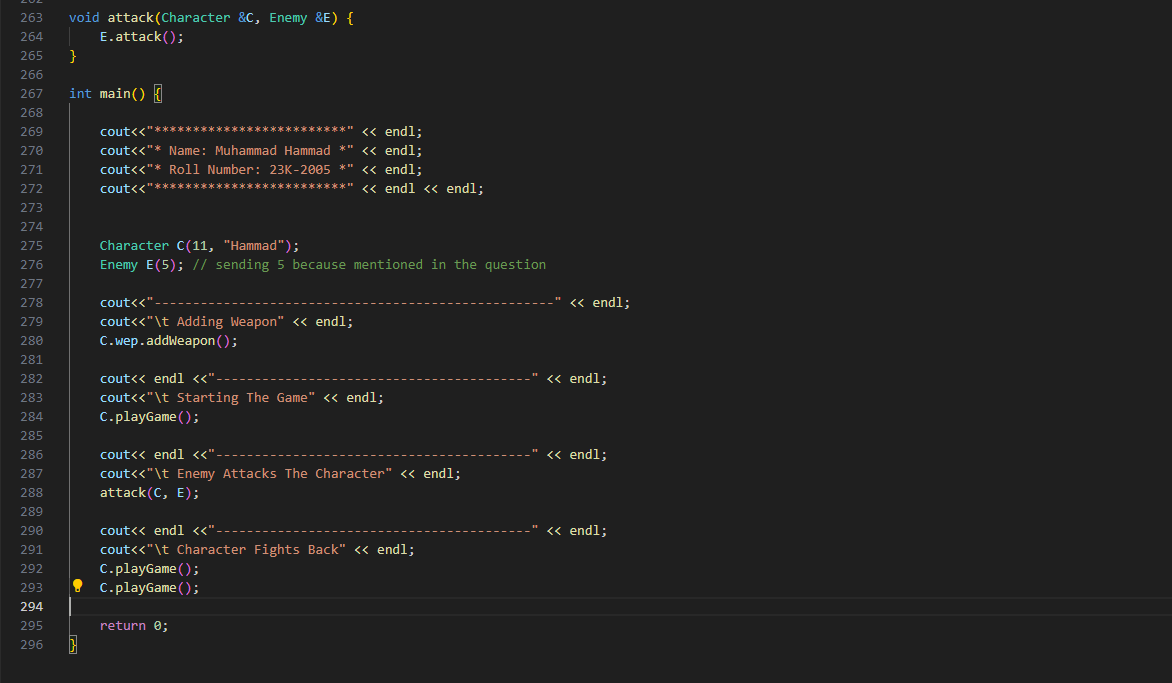 262
263 void attack(Character &C, Enemy &E) {
264     E.attack();
265 }
266
267 int main() {
268
269     cout<<"*************************" << endl;
270     cout<<"* Name: Muhammad Hammad *" << endl;
271     cout<<"* Roll Number: 23K-2005 *" << endl;
272     cout<<"*************************" << endl << endl;
273
274
275     Character C(11, "Hammad");
276     Enemy E(5); // sending 5 because mentioned in the question
277
278     cout<<"----------------------------------------------------" << endl;
279     cout<<"\t Adding Weapon" << endl;
280     C.wep.addWeapon();
281
282     cout<< endl <<"-----------------------------------------" << endl;
283     cout<<"\t Starting The Game" << endl;
284     C.playGame();
285
286     cout<< endl <<"-----------------------------------------" << endl;
287     cout<<"\t Enemy Attacks The Character" << endl;
288     attack(C, E);
289
290     cout<< endl <<"-----------------------------------------" << endl;
291     cout<<"\t Character Fights Back" << endl;
292     C.playGame();
293     C.playGame();
294
295     return 0;
296 }